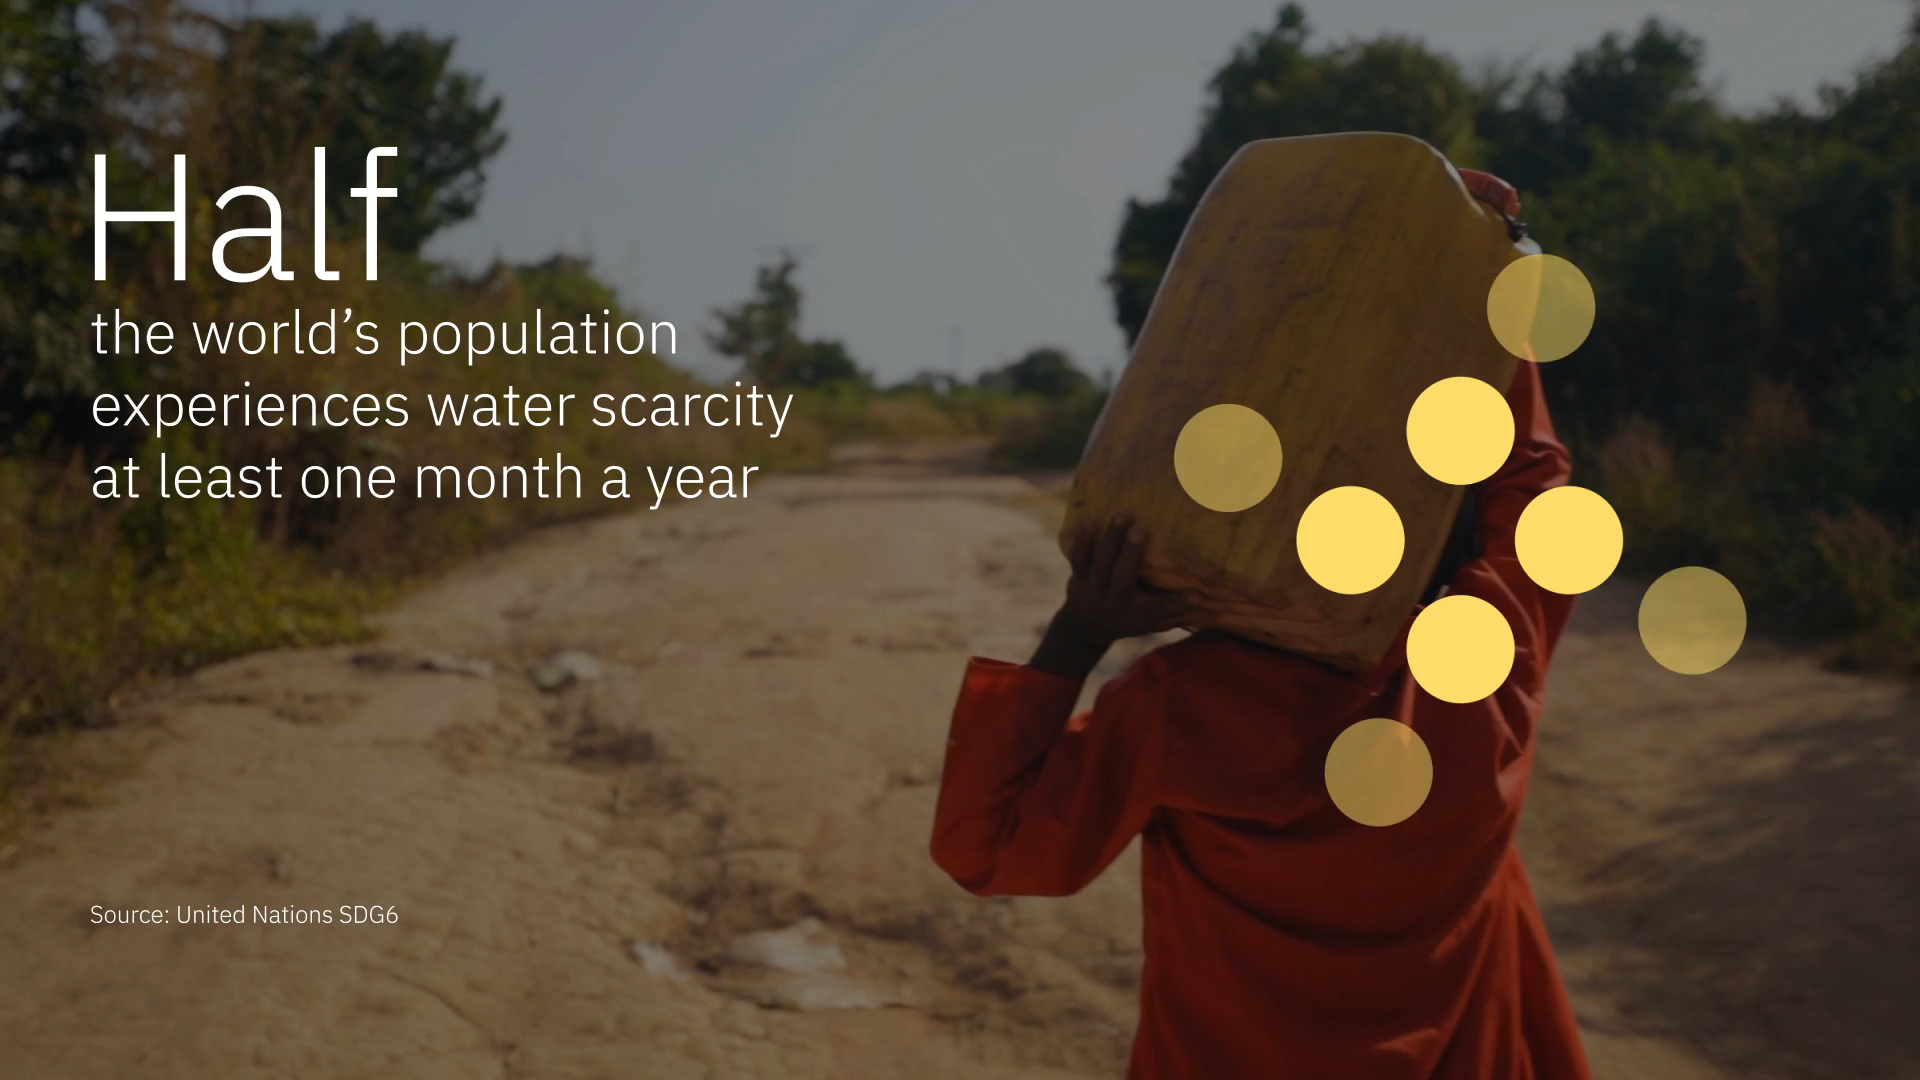 Half
the world’s population
experiences water scarcity
at least one month a year
Source: United Nations SDG6